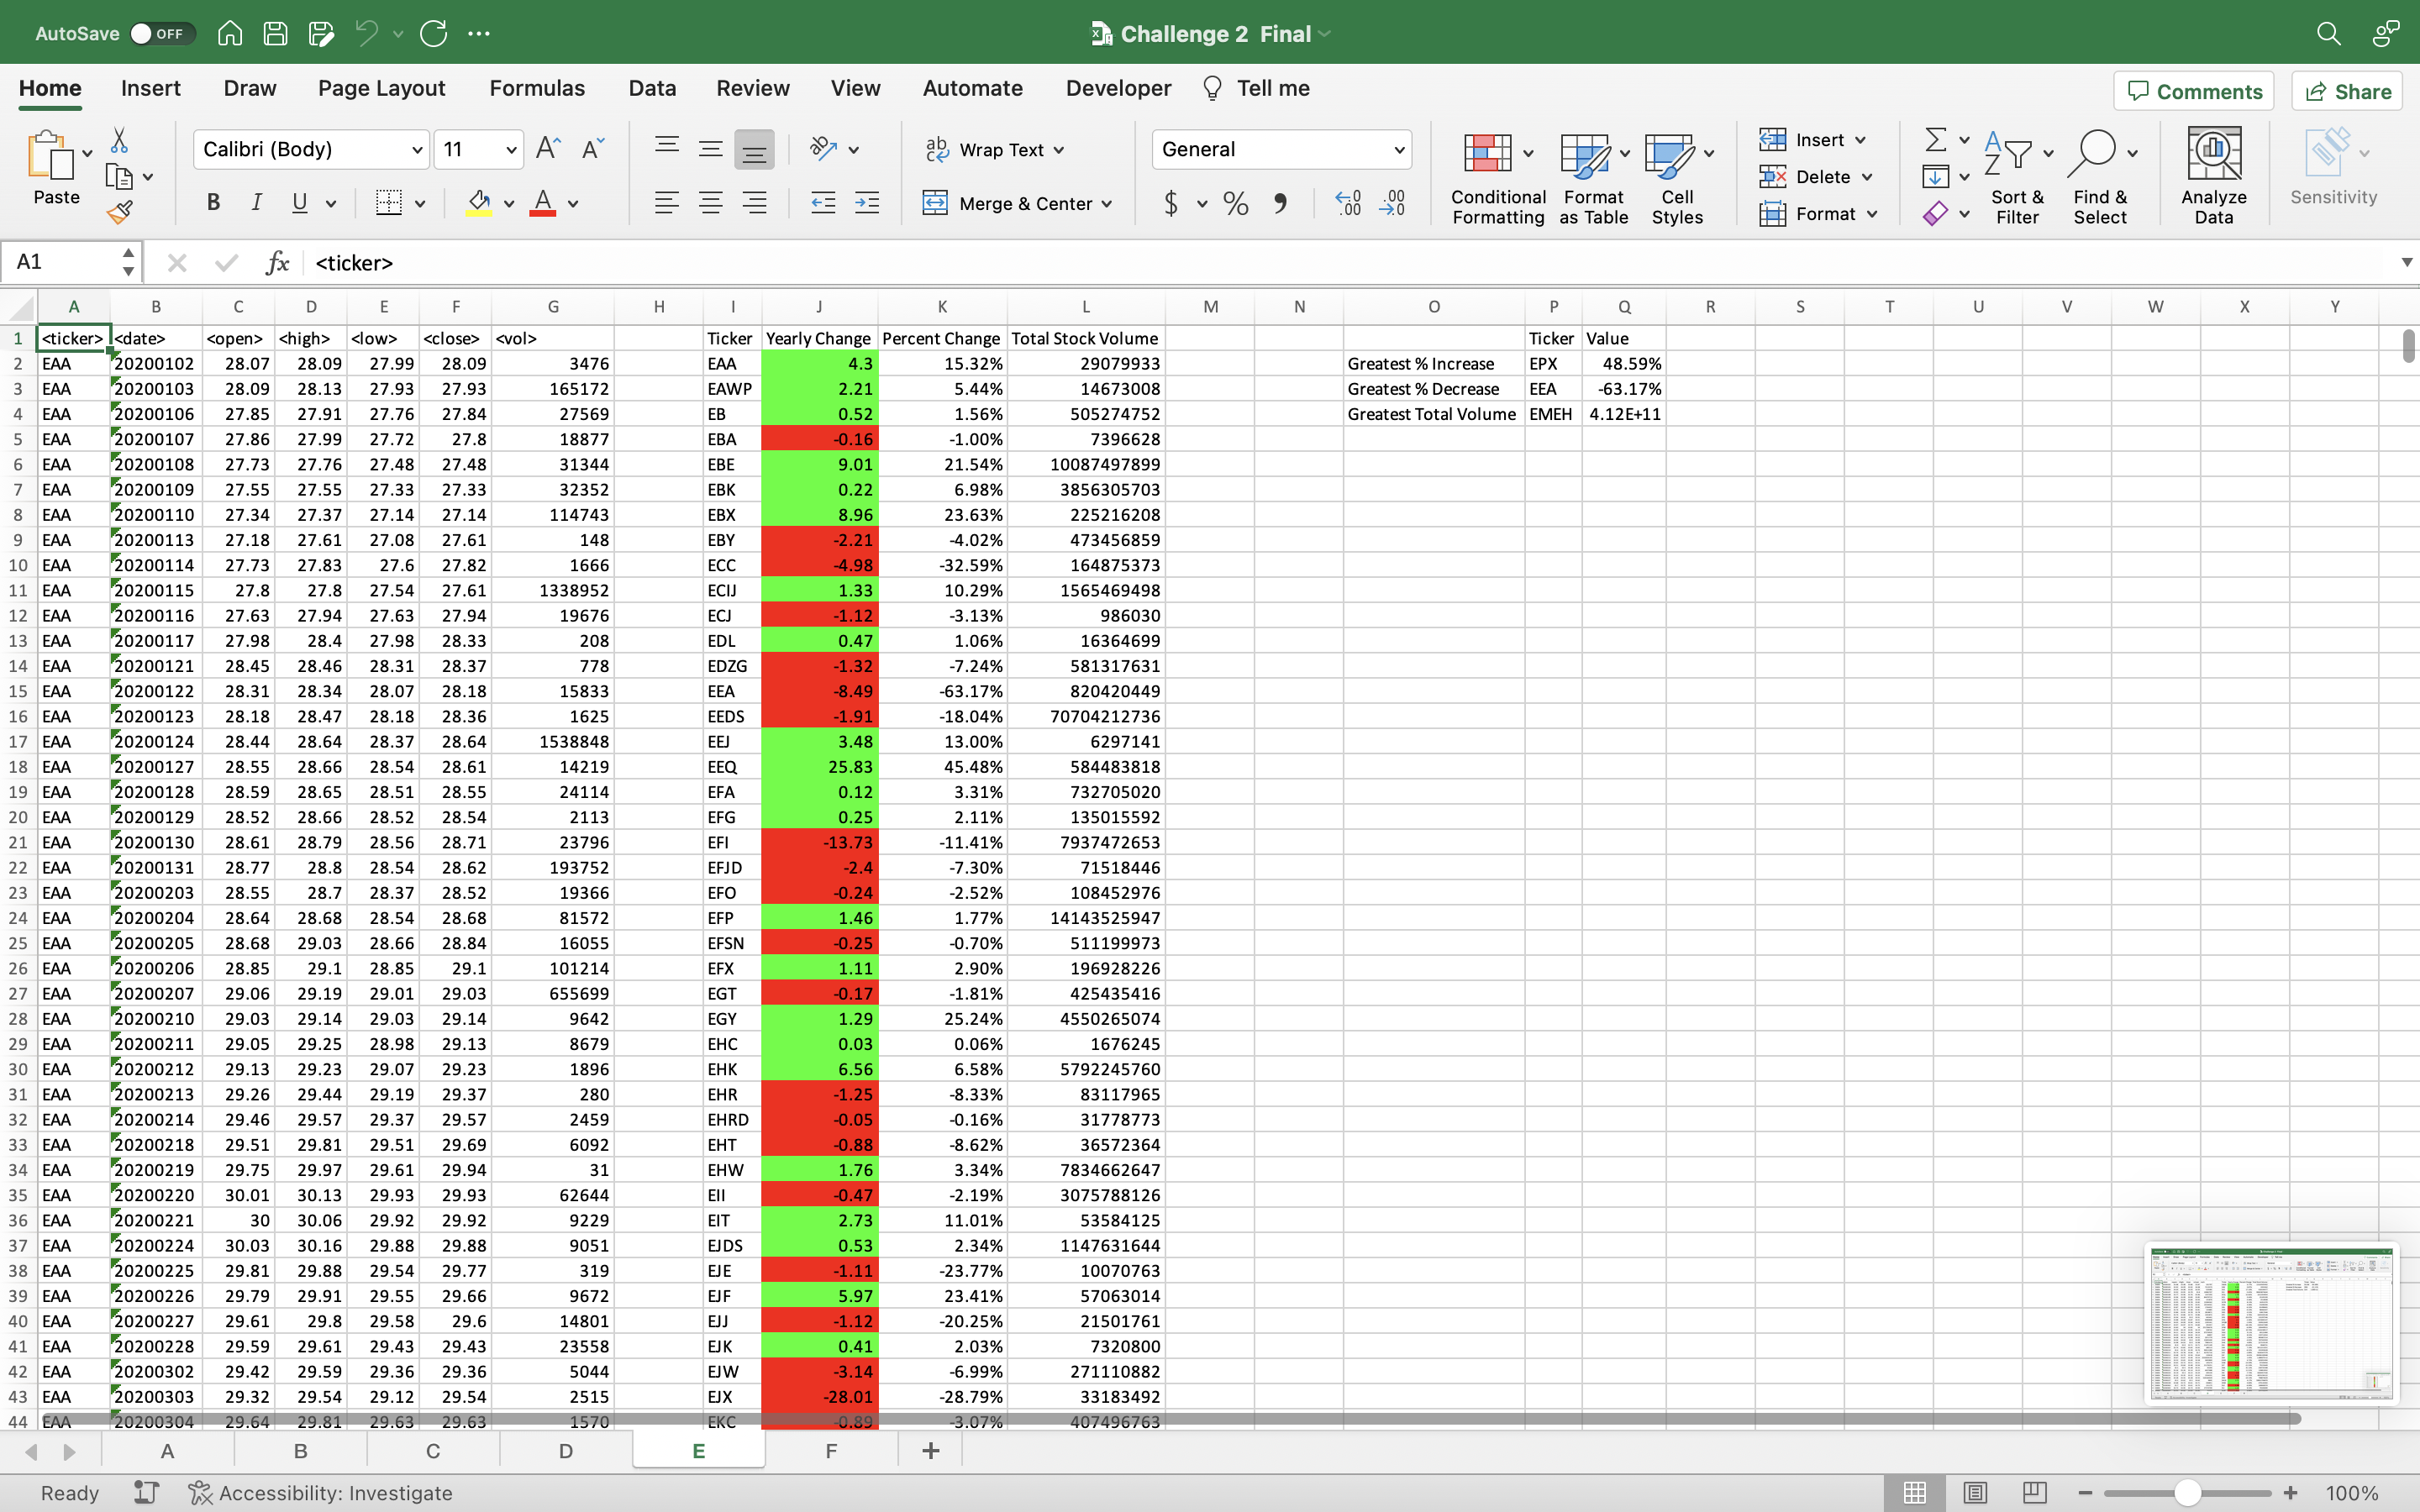 AutoSave OFF Challenge 2 Final
Home Insert Draw Page Layout Formulas Data Review View Automate Developer Tell me Comments Share
Paste Calibri (Body) 11 Wrap Text General Conditional Formatting Format as Table Cell Styles Insert Sort & Filter Find & Select Analyze Data Sensitivity
Delete
B I U Merge & Center $ % Format
A1 fx <ticker>
A B C D E F G H I J K L M N O P Q R S T U V W X Y
1 <ticker> <date> <open> <high> <low> <close> <vol> Ticker Yearly Change Percent Change Total Stock Volume Ticker Value
2 EAA 20200102 28.07 28.09 27.99 28.09 3476 EAA 4.3 15.32% 29079933 Greatest % Increase EPX 48.59%
3 EAA 20200103 28.09 28.13 27.93 27.93 165172 EAWP 2.21 5.44% 14673008 Greatest % Decrease EEA -63.17%
4 EAA 20200106 27.85 27.91 27.76 27.84 27569 EB 0.52 1.56% 505274752 Greatest Total Volume EMEH 4.12E+11
5 EAA 20200107 27.86 27.99 27.72 27.8 18877 EBA -0.16 -1.00% 7396628
6 EAA 20200108 27.73 27.76 27.48 27.48 31344 EBE 9.01 21.54% 10087497899
7 EAA 20200109 27.55 27.55 27.33 27.33 32352 EBK 0.22 6.98% 3856305703
8 EAA 20200110 27.34 27.37 27.14 27.14 114743 EBX 8.96 23.63% 225216208
9 EAA 20200113 27.18 27.61 27.08 27.61 148 EBY -2.21 -4.02% 473456859
10 EAA 20200114 27.73 27.83 27.6 27.82 1666 ECC -4.98 -32.59% 164875373
11 EAA 20200115 27.8 27.8 27.54 27.61 1338952 ECIJ 1.33 10.29% 1565469498
12 EAA 20200116 27.63 27.94 27.63 27.94 19676 ECJ -1.12 -3.13% 986030
13 EAA 20200117 27.98 28.4 27.98 28.33 208 EDL 0.47 1.06% 16364699
14 EAA 20200121 28.45 28.46 28.31 28.37 778 EDZG -1.32 -7.24% 581317631
15 EAA 20200122 28.31 28.34 28.07 28.18 15833 EEA -8.49 -63.17% 820420449
16 EAA 20200123 28.18 28.47 28.18 28.36 1625 EEDS -1.91 -18.04% 70704212736
17 EAA 20200124 28.44 28.64 28.37 28.64 1538848 EEJ 3.48 13.00% 6297141
18 EAA 20200127 28.55 28.66 28.54 28.61 14219 EEQ 25.83 45.48% 584483818
19 EAA 20200128 28.59 28.65 28.51 28.55 24114 EFA 0.12 3.31% 732705020
20 EAA 20200129 28.52 28.66 28.52 28.54 2113 EFG 0.25 2.11% 135015592
21 EAA 20200130 28.61 28.79 28.56 28.71 23796 EFI -13.73 -11.41% 7937472653
22 EAA 20200131 28.77 28.8 28.54 28.62 193752 EFJD -2.4 -7.30% 71518446
23 EAA 20200203 28.55 28.7 28.37 28.52 19366 EFO -0.24 -2.52% 108452976
24 EAA 20200204 28.64 28.68 28.54 28.68 81572 EFP 1.46 1.77% 14143525947
25 EAA 20200205 28.68 29.03 28.66 28.84 16055 EFSN -0.25 -0.70% 511199973
26 EAA 20200206 28.85 29.1 28.85 29.1 101214 EFX 1.11 2.90% 196928226
27 EAA 20200207 29.06 29.19 29.01 29.03 655699 EGT -0.17 -1.81% 425435416
28 EAA 20200210 29.03 29.14 29.03 29.14 9642 EGY 1.29 25.24% 4550265074
29 EAA 20200211 29.05 29.25 28.98 29.13 8679 EHC 0.03 0.06% 1676245
30 EAA 20200212 29.13 29.23 29.07 29.23 1896 EHK 6.56 6.58% 5792245760
31 EAA 20200213 29.26 29.44 29.19 29.37 280 EHR -1.25 -8.33% 83117965
32 EAA 20200214 29.46 29.57 29.37 29.57 2459 EHRD -0.05 -0.16% 31778773
33 EAA 20200218 29.51 29.81 29.51 29.69 6092 EHT -0.88 -8.62% 36572364
34 EAA 20200219 29.75 29.97 29.61 29.94 31 EHW 1.76 3.34% 7834662647
35 EAA 20200220 30.01 30.13 29.93 29.93 62644 EII -0.47 -2.19% 3075788126
36 EAA 20200221 30 30.06 29.92 29.92 9229 EIT 2.73 11.01% 53584125
37 EAA 20200224 30.03 30.16 29.88 29.88 9051 EJDS 0.53 2.34% 1147631644
38 EAA 20200225 29.81 29.88 29.54 29.77 319 EJE -1.11 -23.77% 10070763
39 EAA 20200226 29.79 29.91 29.55 29.66 9672 EJF 5.97 23.41% 57063014
40 EAA 20200227 29.61 29.8 29.58 29.6 14801 EJJ -1.12 -20.25% 21501761
41 EAA 20200228 29.59 29.61 29.43 29.43 23558 EJK 0.41 2.03% 7320800
42 EAA 20200302 29.42 29.59 29.36 29.36 5044 EJW -3.14 -6.99% 271110882
43 EAA 20200303 29.32 29.54 29.12 29.54 2515 EJX -28.01 -28.79% 33183492
44 EAA 20200304 29.64 29.81 29.63 29.63 1570 EKC -0.89 -3.07% 407496763
A B C D E F +
Ready Accessibility: Investigate 100%